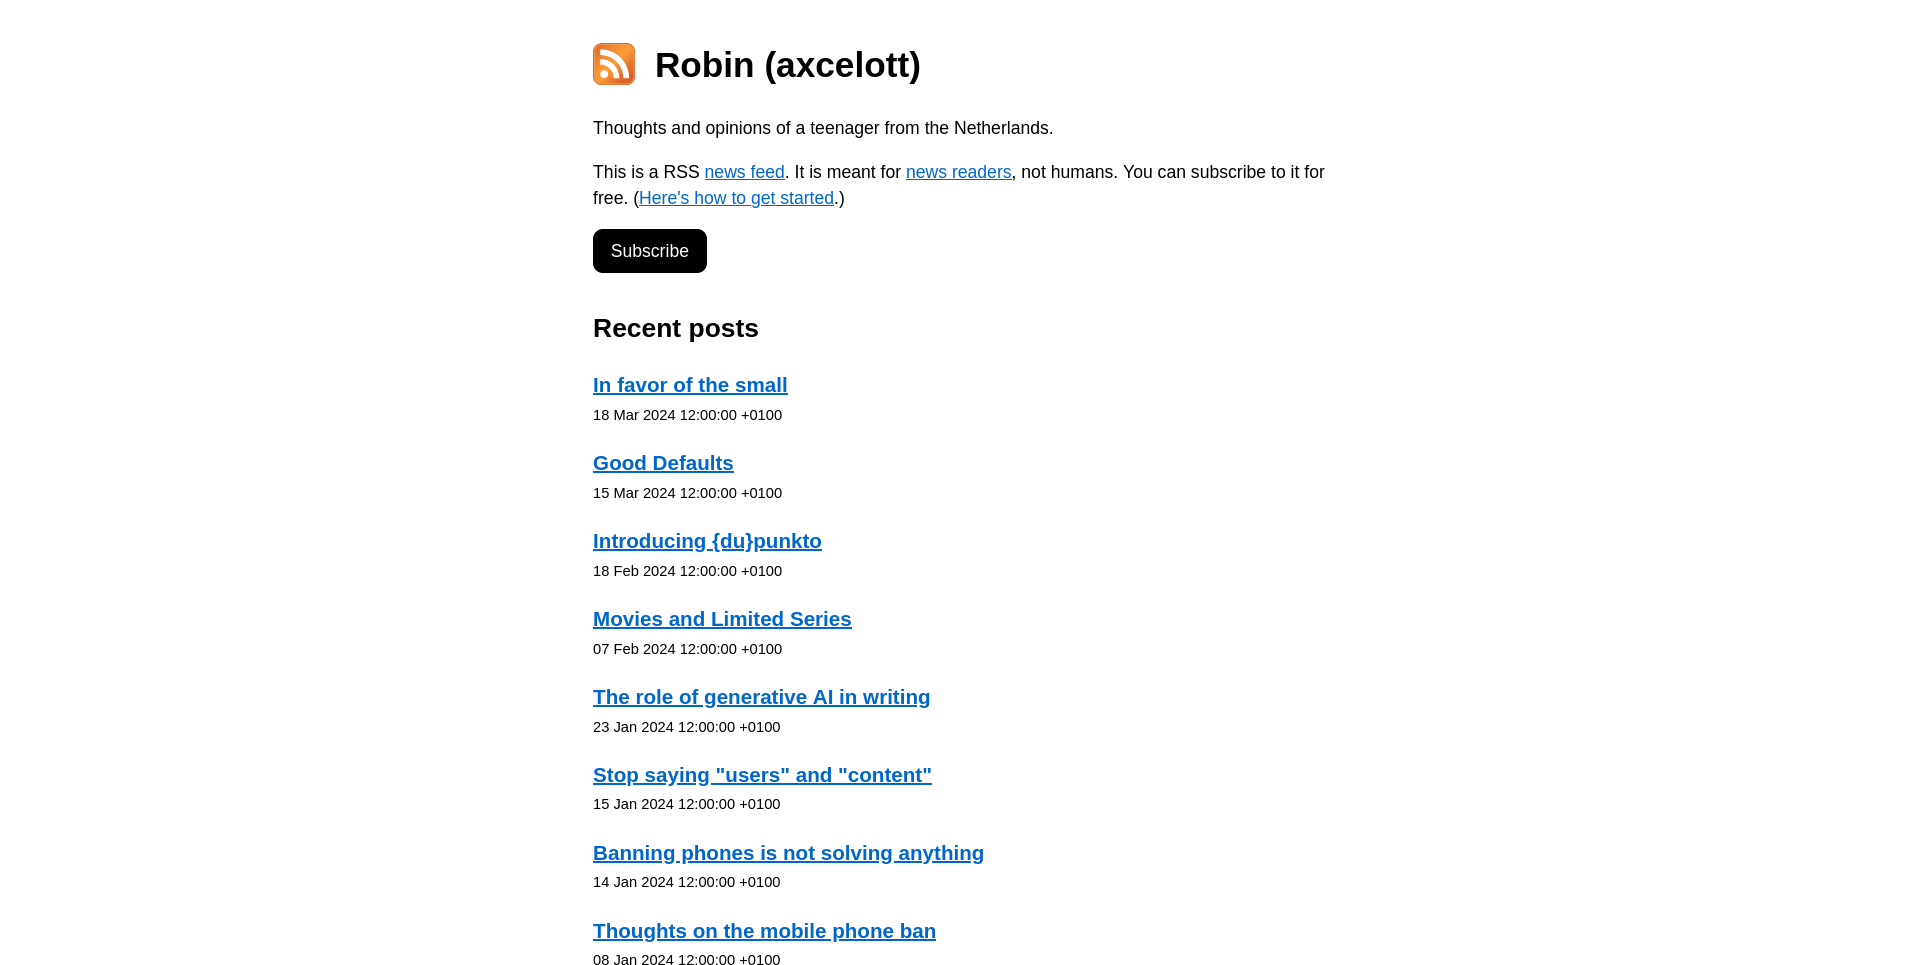 Robin (axcelott)
Thoughts and opinions of a teenager from the Netherlands.
This is a RSS news feed. It is meant for news readers, not humans. You can subscribe to it for
free. (Here's how to get started.)
Subscribe
Recent posts
In favor of the small
18 Mar 2024 12:00:00 +0100
Good Defaults
15 Mar 2024 12:00:00 +0100
Introducing {du}punkto
18 Feb 2024 12:00:00 +0100
Movies and Limited Series
07 Feb 2024 12:00:00 +0100
The role of generative AI in writing
23 Jan 2024 12:00:00 +0100
Stop saying "users" and "content"
15 Jan 2024 12:00:00 +0100
Banning phones is not solving anything
14 Jan 2024 12:00:00 +0100
Thoughts on the mobile phone ban
08 Jan 2024 12:00:00 +0100